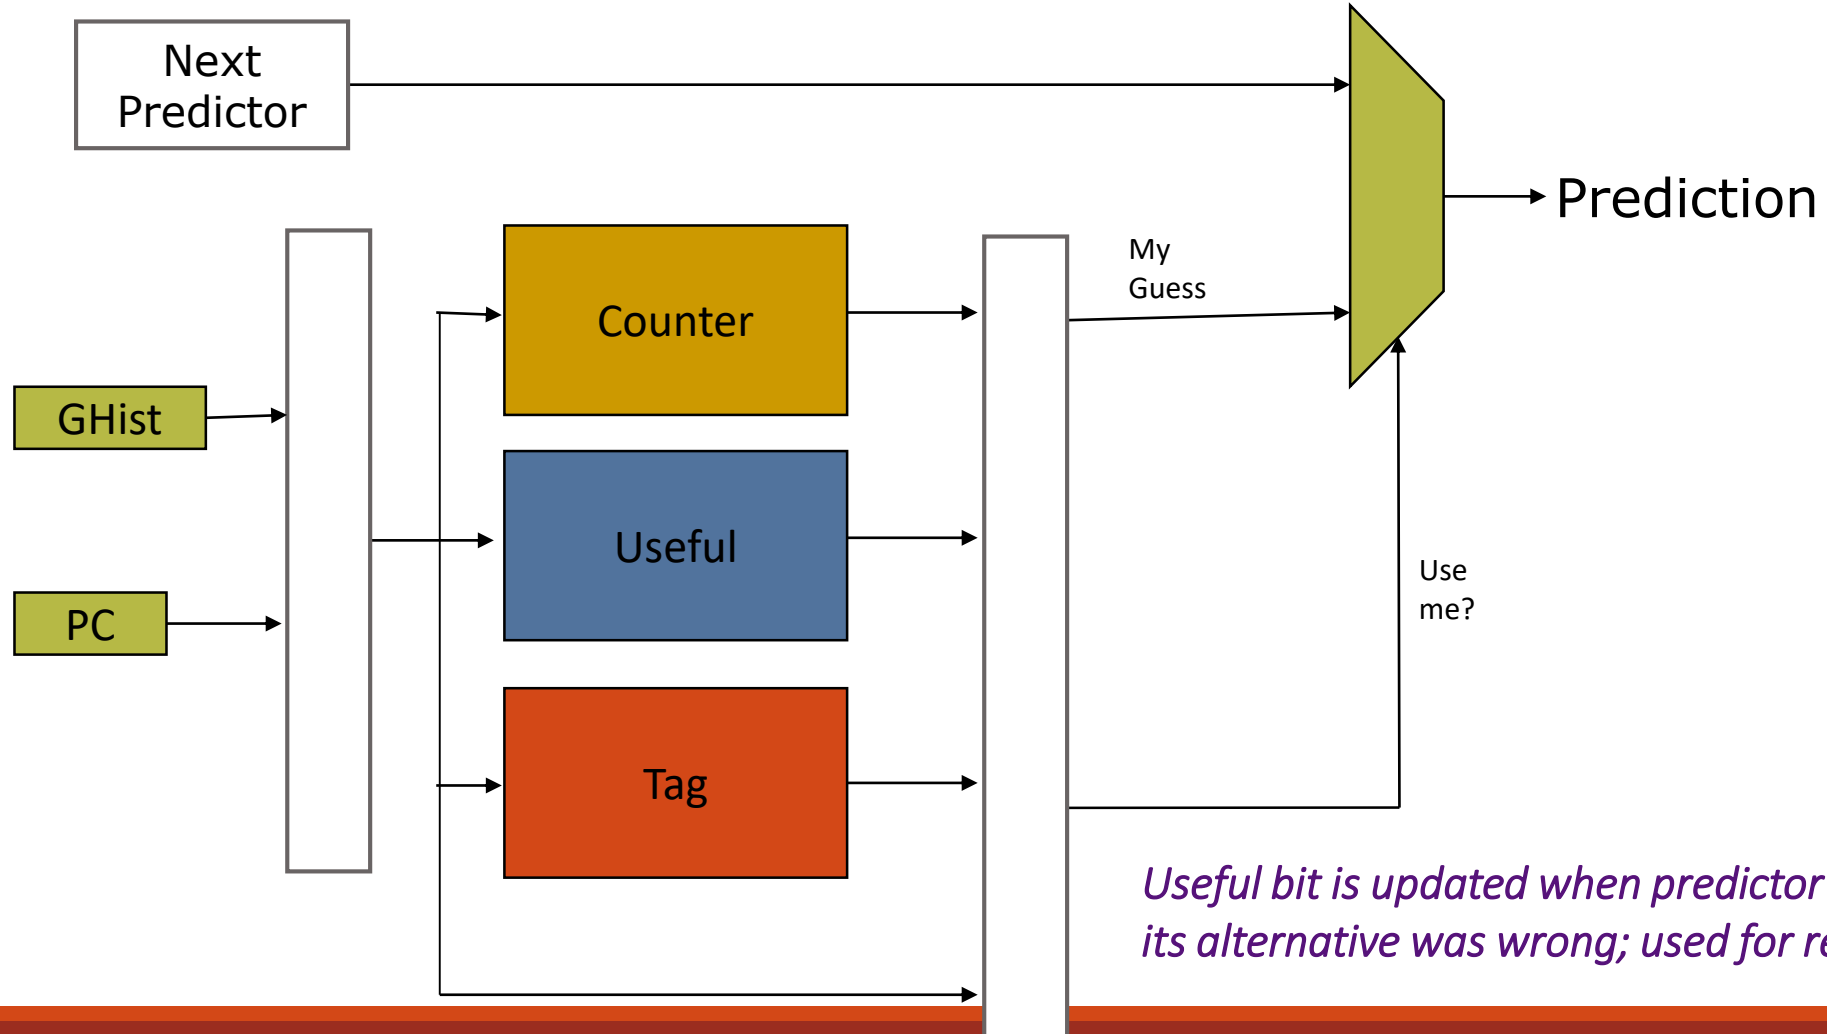 Next
Predictor
Prediction
My
Guess
Counter
GHist
Useful
Use
me?
PC
Tag
Useful bit is updated when predictor
its alternative was wrong; used for